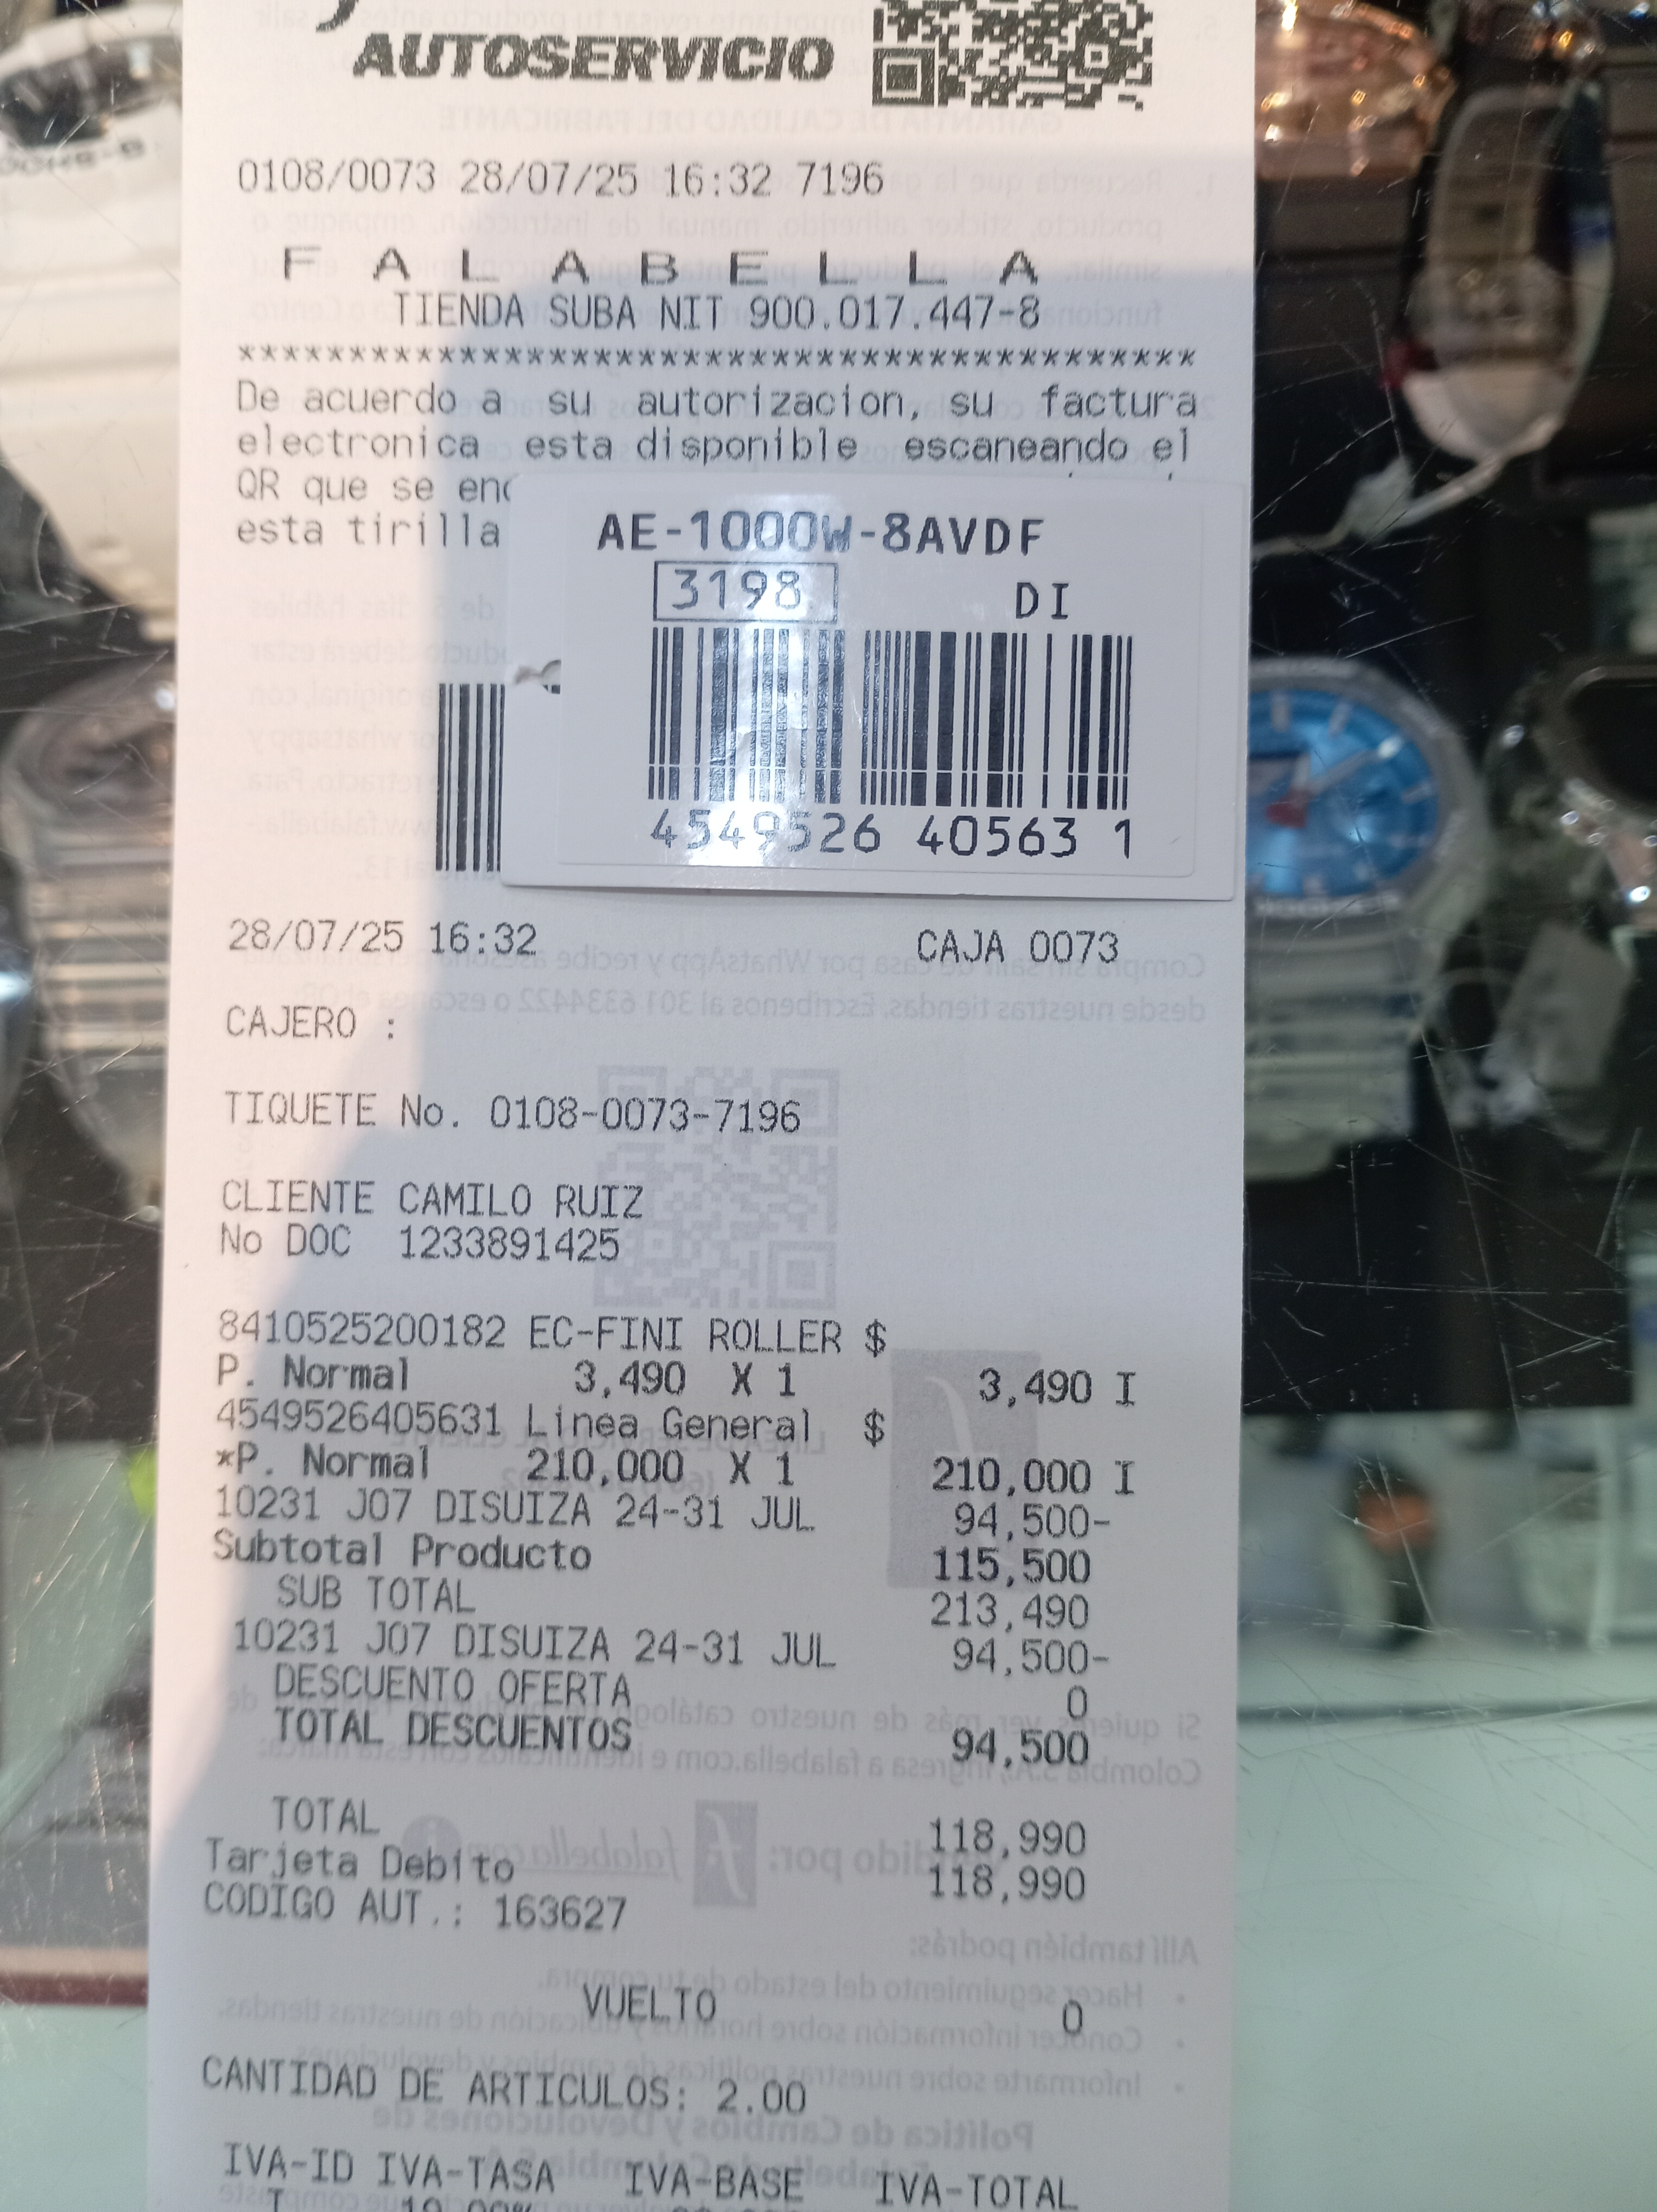 AUTOSERVICIO
0108/0073 28/07/25 16:32 7196
F A L A B E L L A
TIENDA SUBA NIT 900.017.447-8
*******************************************
De acuerdo a su autorizacion, su factura
electronica esta disponible escaneando el
QR que se enc
esta tirilla
AE-1000W-8AVDF
3198 DI
4549526 40563 1
28/07/25 16:32 CAJA 0073
CAJERO :
TIQUETE No. 0108-0073-7196
CLIENTE CAMILO RUIZ
No DOC 1233891425
8410525200182 EC-FINI ROLLER $
P. Normal 3,490 X 1 3,490 I
4549526405631 Linea General $
*P. Normal 210,000 X 1 210,000 I
10231 J07 DISUIZA 24-31 JUL 94,500-
Subtotal Producto 115,500
SUB TOTAL 213,490
10231 J07 DISUIZA 24-31 JUL 94,500-
DESCUENTO OFERTA 0
TOTAL DESCUENTOS 94,500
TOTAL 118,990
Tarjeta Debito 118,990
CODIGO AUT.: 163627
VUELTO 0
CANTIDAD DE ARTICULOS: 2.00
IVA-ID IVA-TASA IVA-BASE IVA-TOTAL